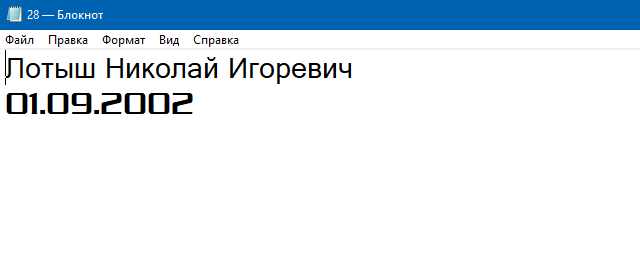 28 — Блокнот
Файл Правка Формат Вид Справка
Лотыш Николай Игоревич
01.09.2002